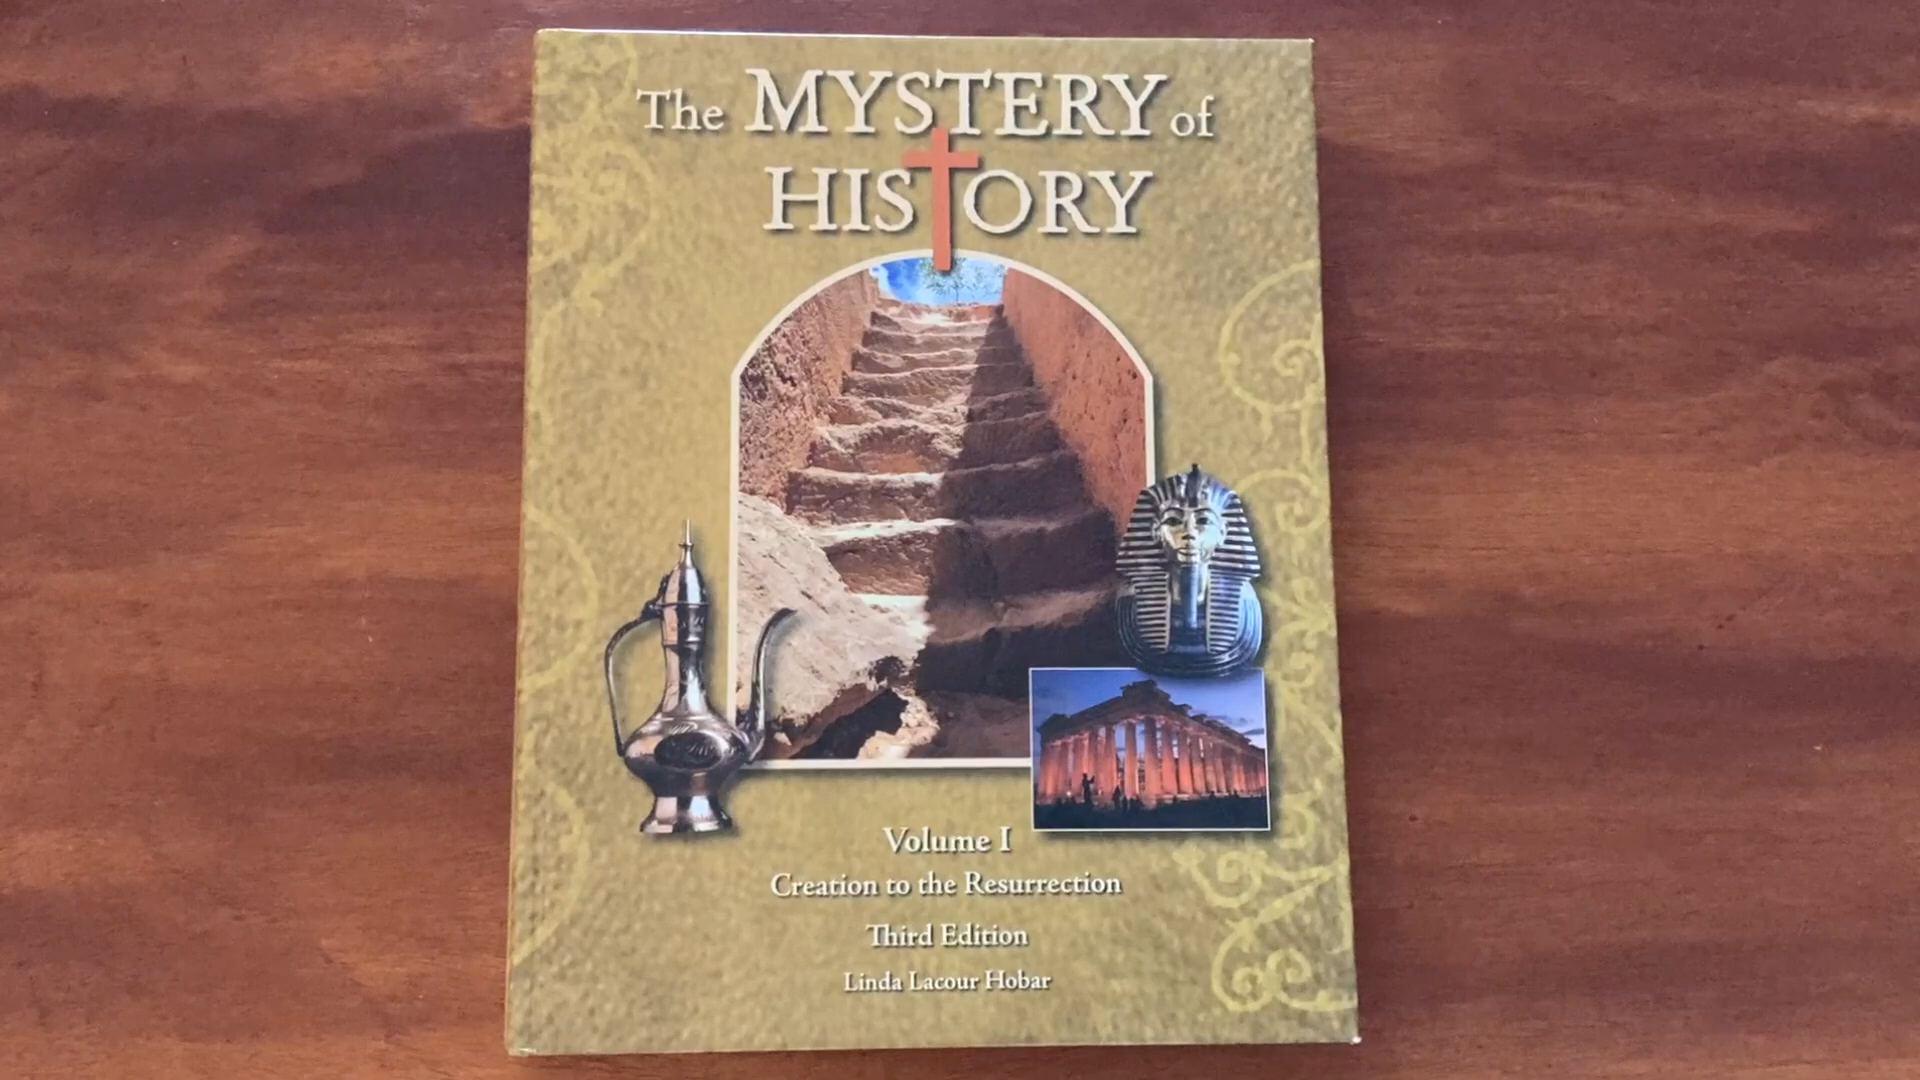 The MYSTERY of
HISTORY
Volume I
Creation to the Resurrection
Third Edition
Linda Lacour Hobar